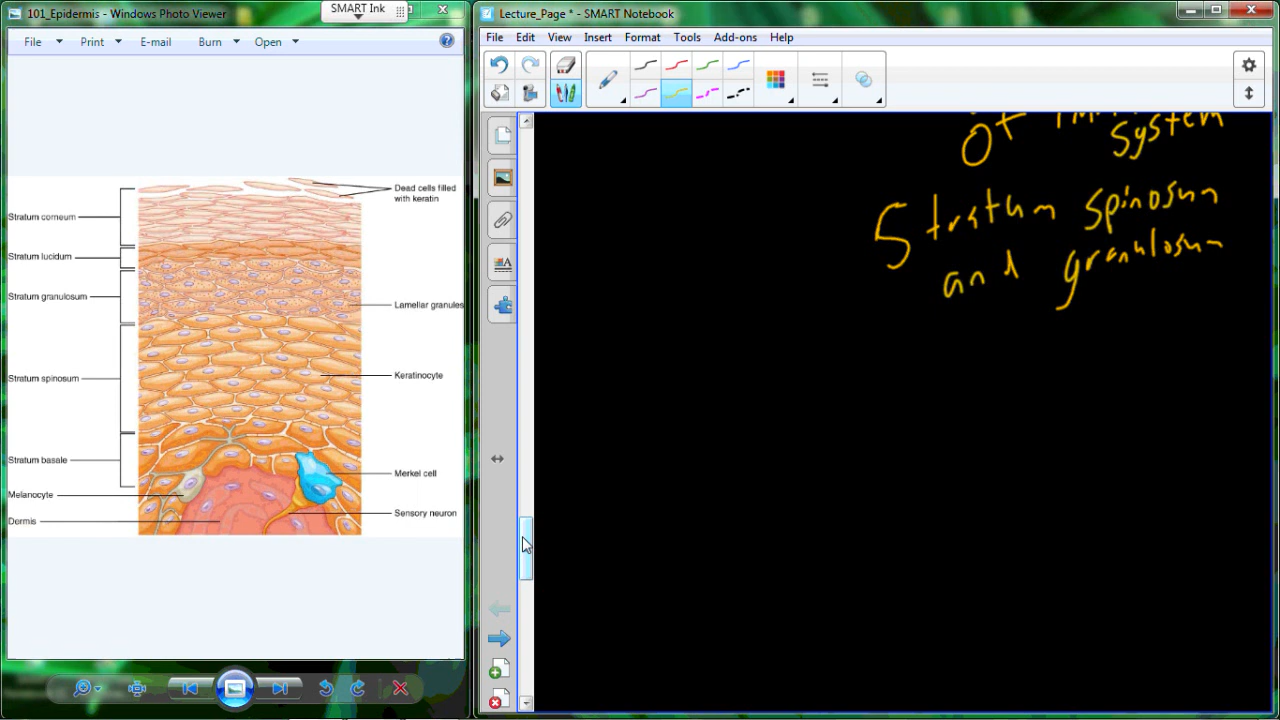 101_Epidermis - Windows Photo Viewer
SMART Ink
File Print E-mail Burn Open
Stratum corneum
Stratum lucidum
Stratum granulosum
Stratum spinosum
Stratum basale
Melanocyte
Dermis
Dead cells filled
with keratin
Lamellar granules
Keratinocyte
Merkel cell
Sensory neuron
Lecture_Page * - SMART Notebook
File Edit View Insert Format Tools Add-ons Help
Of
System
Stratum Spinosum
and granulosum